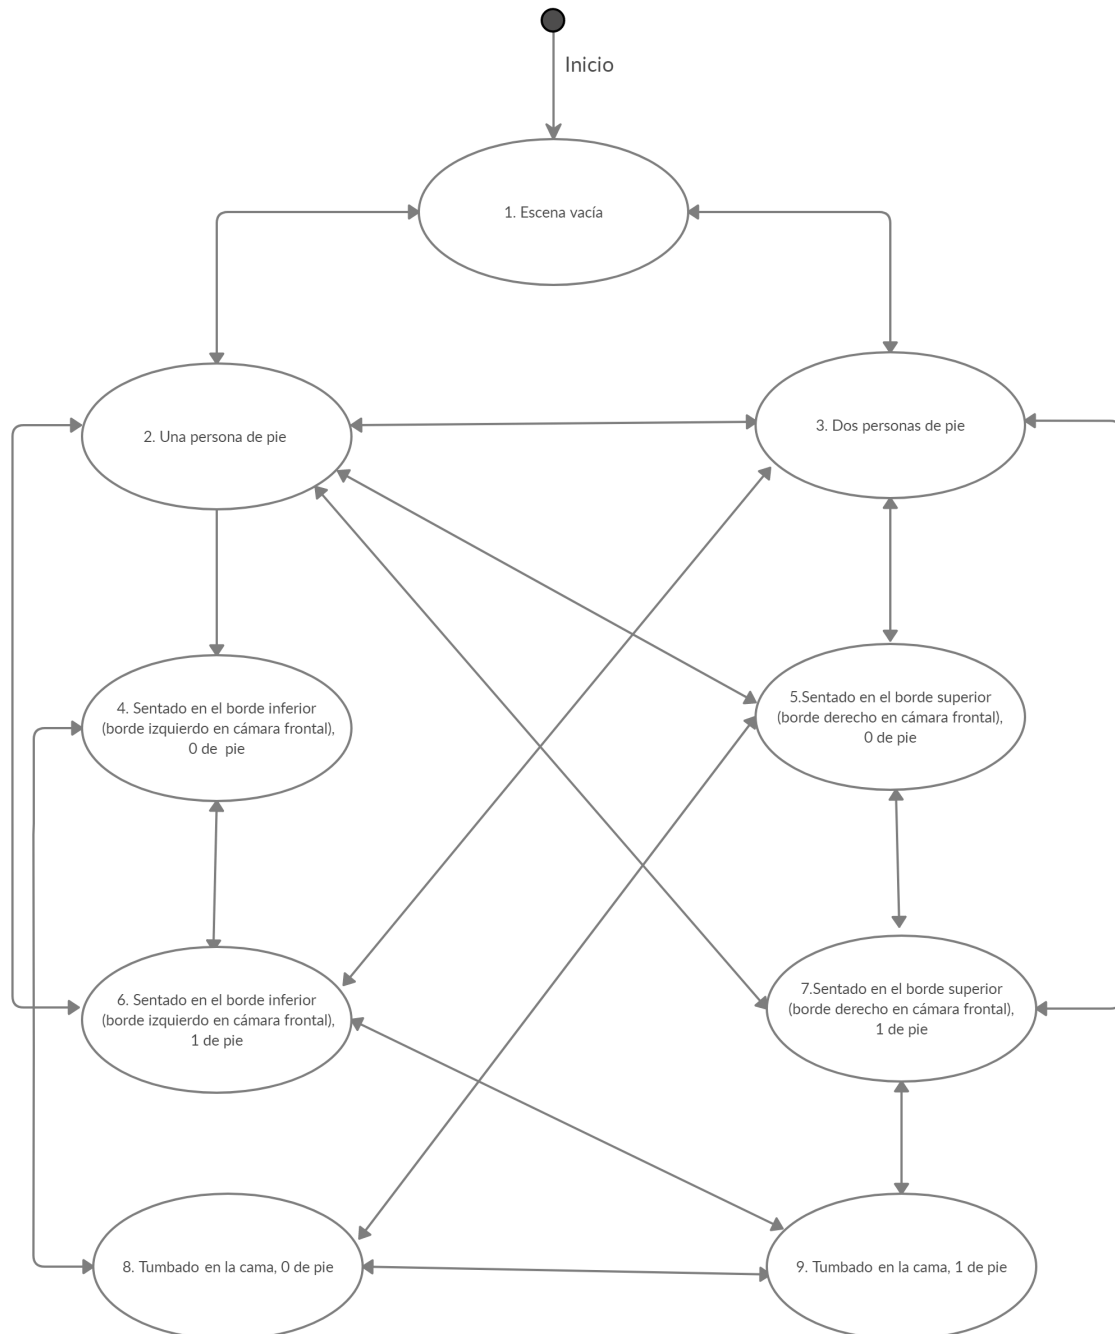 Inicio
1. Escena vacía
2. Una persona de pie
3. Dos personas de pie
4. Sentado en el borde inferior
(borde izquierdo en cámara frontal),
0 de pie
5.Sentado en el borde superior
(borde derecho en cámara frontal),
0 de pie
6. Sentado en el borde inferior
(borde izquierdo en cámara frontal),
1 de pie
7.Sentado en el borde superior
(borde derecho en cámara frontal),
1 de pie
8. Tumbado en la cama, 0 de pie
9. Tumbado en la cama, 1 de pie